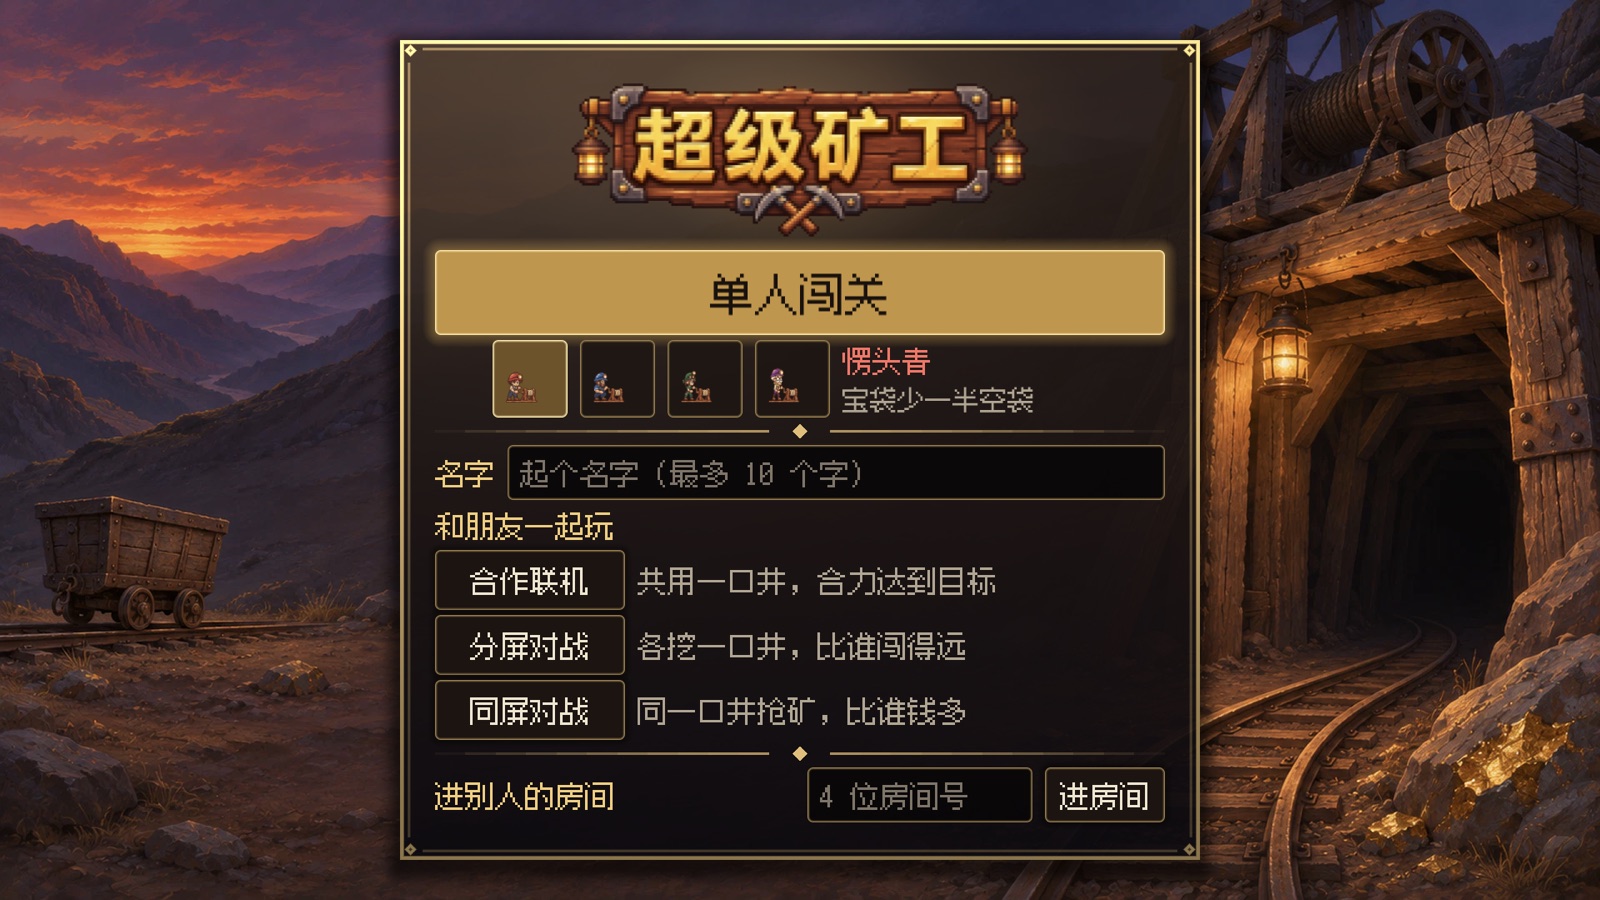 超级矿工
单人闯关
愣头青
宝袋少一半空袋
名字
起个名字（最多 10 个字）
和朋友一起玩
合作联机
共用一口井，合力达到目标
分屏对战
各挖一口井，比谁闯得远
同屏对战
同一口井抢矿，比谁钱多
进别人的房间
4 位房间号
进房间